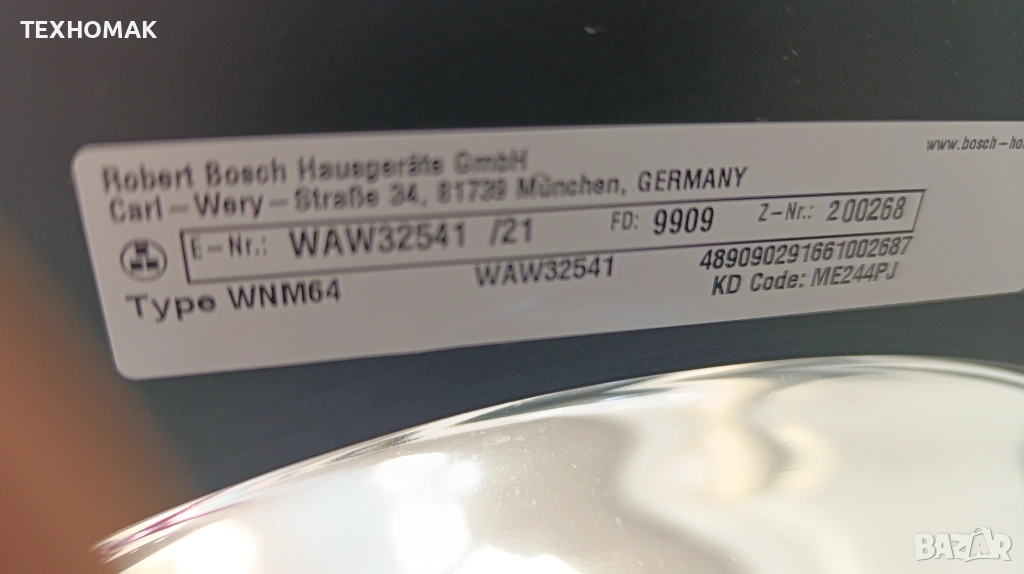 TEXHOMAK
www.bosch-ho
Robert Bosch Hausgeräte GmbH
Carl-Wery-Straße 34, 81739 München, GERMANY
E-Nr.: WAW32541 /21 FD: 9909 Z-Nr.: 200268
Type WNM64 WAW32541 489090291661002687
KD Code: ME244PJ
BAZAR